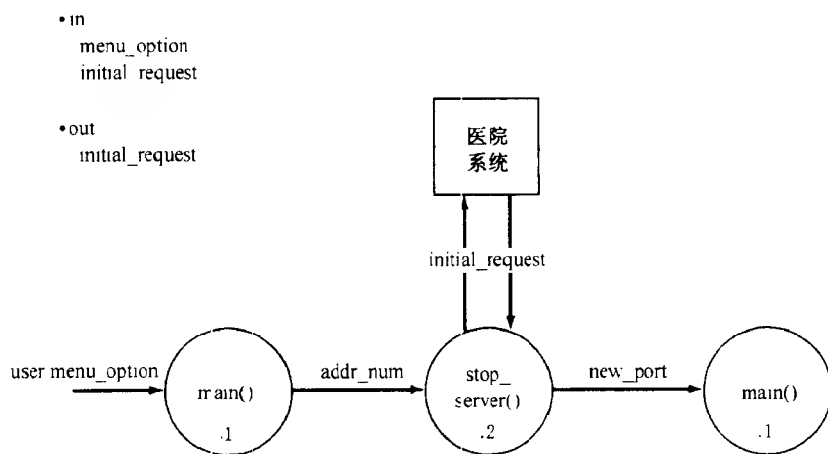 •in
menu_option
initial_request
•out
initial_request
医院
系统
initial_request
user menu_option
main()
.1
addr_num
stop_
server()
.2
new_port
main()
.1